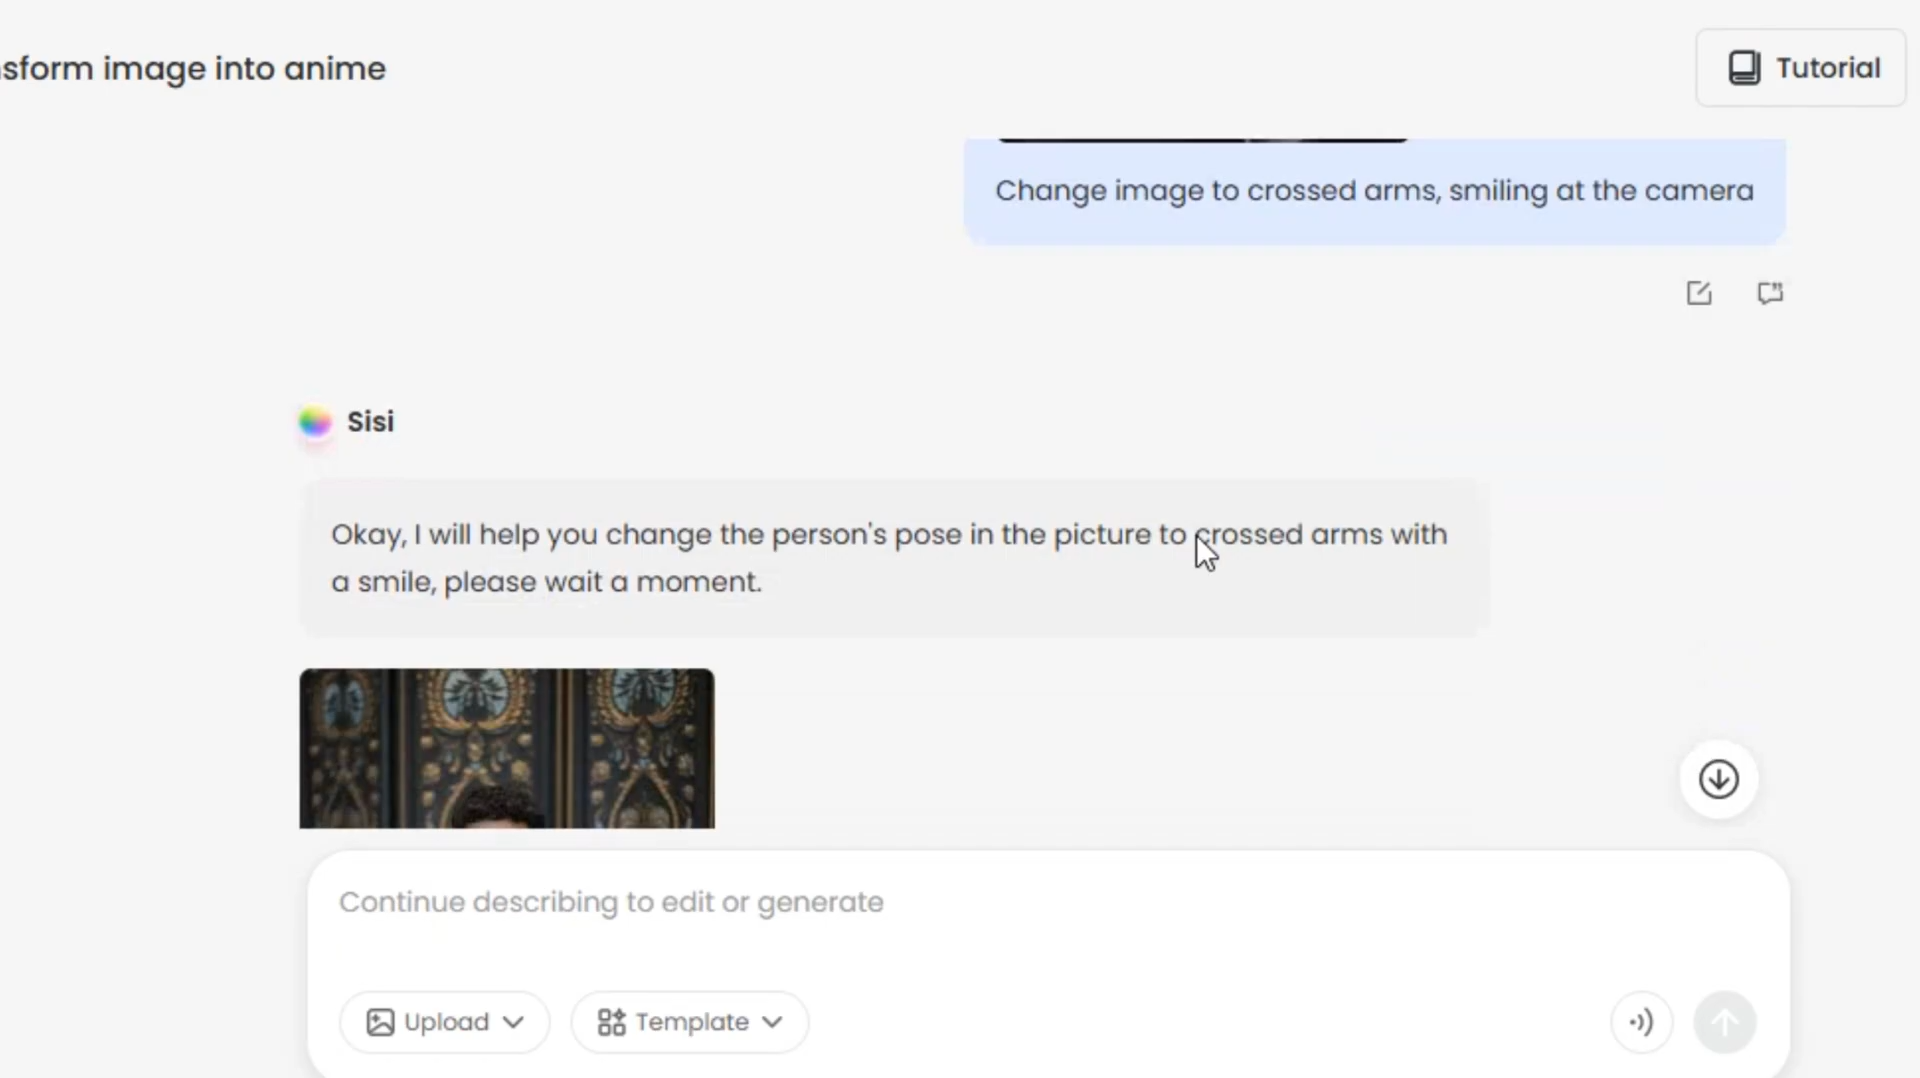 sform image into anime
Tutorial
Change image to crossed arms, smiling at the camera
Sisi
Okay, I will help you change the person's pose in the picture to crossed arms with
a smile, please wait a moment.
Continue describing to edit or generate
Upload
Template